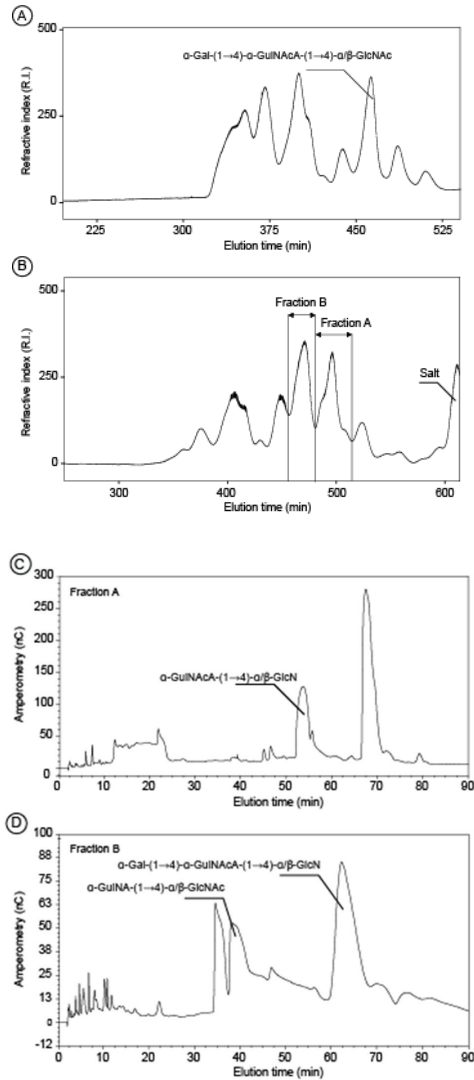 A
500
α-Gal-(1→4)-α-GulNAcA-(1→4)-α/β-GlcNAc
250
0
Refractive index (R.I.)
225
300
375
450
525
Elution time (min)
B
500
Fraction B
Fraction A
250
Salt
0
Refractive index (R.I.)
300
400
500
600
Elution time (min)
C
300
Fraction A
250
200
150
α-GulNAcA-(1→4)-α/β-GlcN
100
50
0
Amperometry (nC)
0 10 20 30 40 50 60 70 80 90
Elution time (min)
D
100
Fraction B
88
α-Gal-(1→4)-α-GulNAcA-(1→4)-α/β-GlcN
75
α-GulNA-(1→4)-α/β-GlcNAc
63
50
38
25
13
0
-12
Amperometry (nC)
0 10 20 30 40 50 60 70 80 90
Elution time (min)